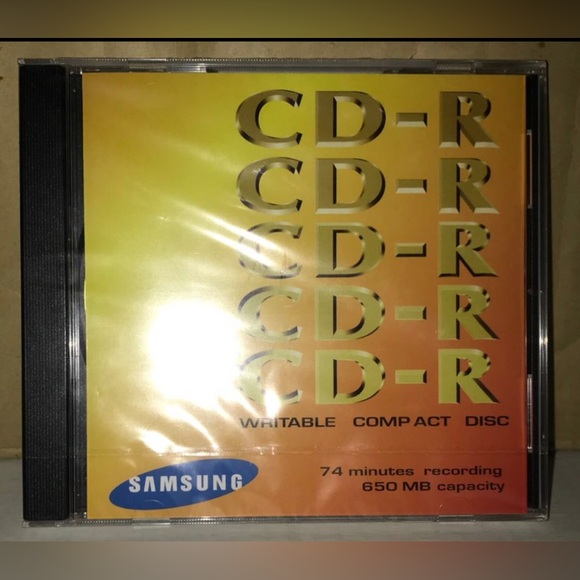 CD-R
CD-R
CD-R
CD-R
CD-R
WRITABLE COMPACT DISC
74 minutes recording
650 MB capacity
SAMSUNG